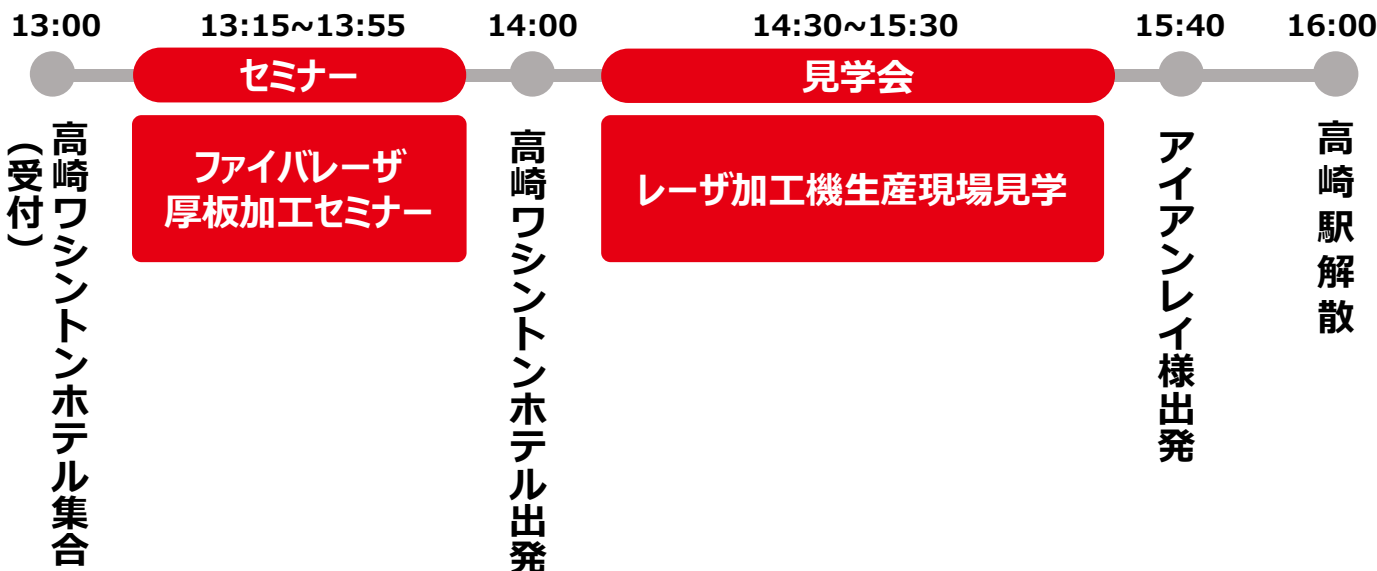 13:00
13:15~13:55
14:00
14:30~15:30
15:40
16:00
セミナー
見学会
高崎ワシントンホテル集合
（受付）
ファイバレーザ
厚板加工セミナー
高崎ワシントンホテル出発
レーザ加工機生産現場見学
アイアンレイ様出発
高崎駅解散